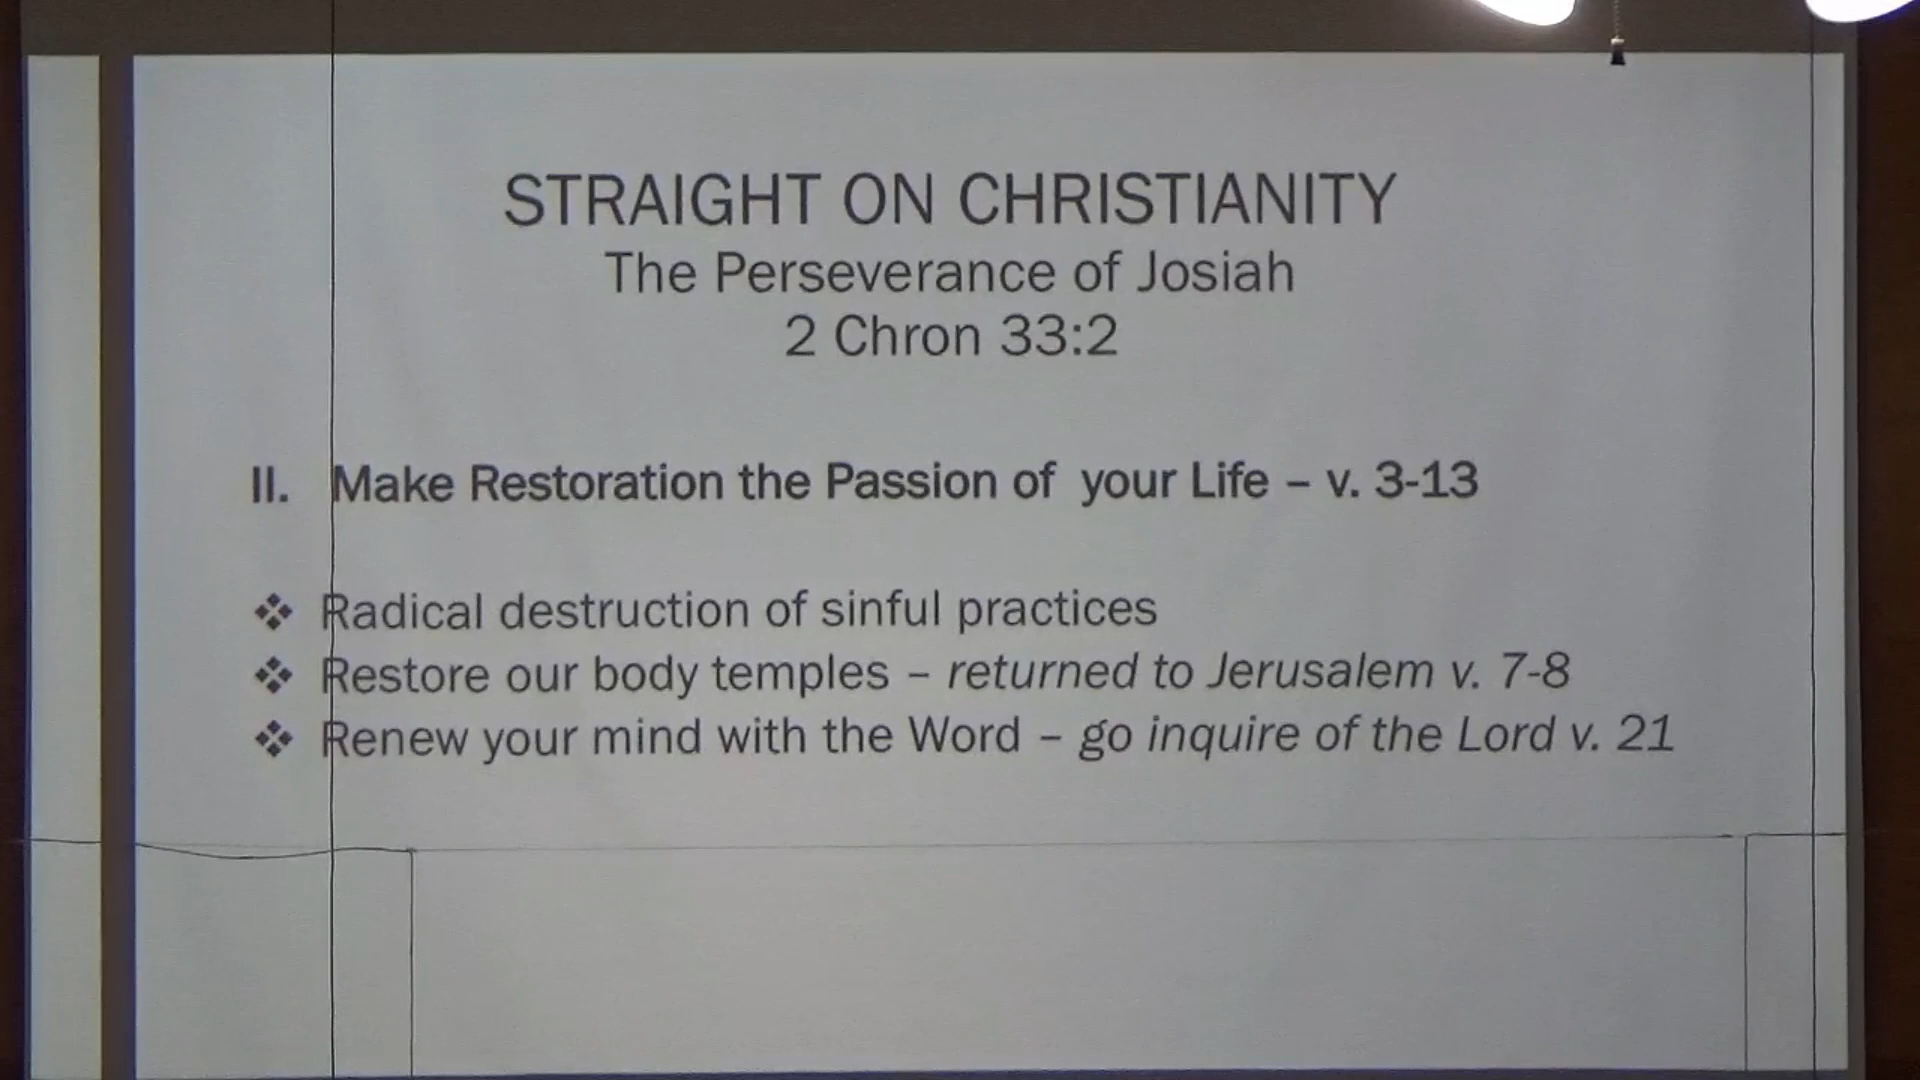 STRAIGHT ON CHRISTIANITY
The Perseverance of Josiah
2 Chron 33:2
II. Make Restoration the Passion of your Life – v. 3-13
❖ Radical destruction of sinful practices
❖ Restore our body temples – returned to Jerusalem v. 7-8
❖ Renew your mind with the Word – go inquire of the Lord v. 21